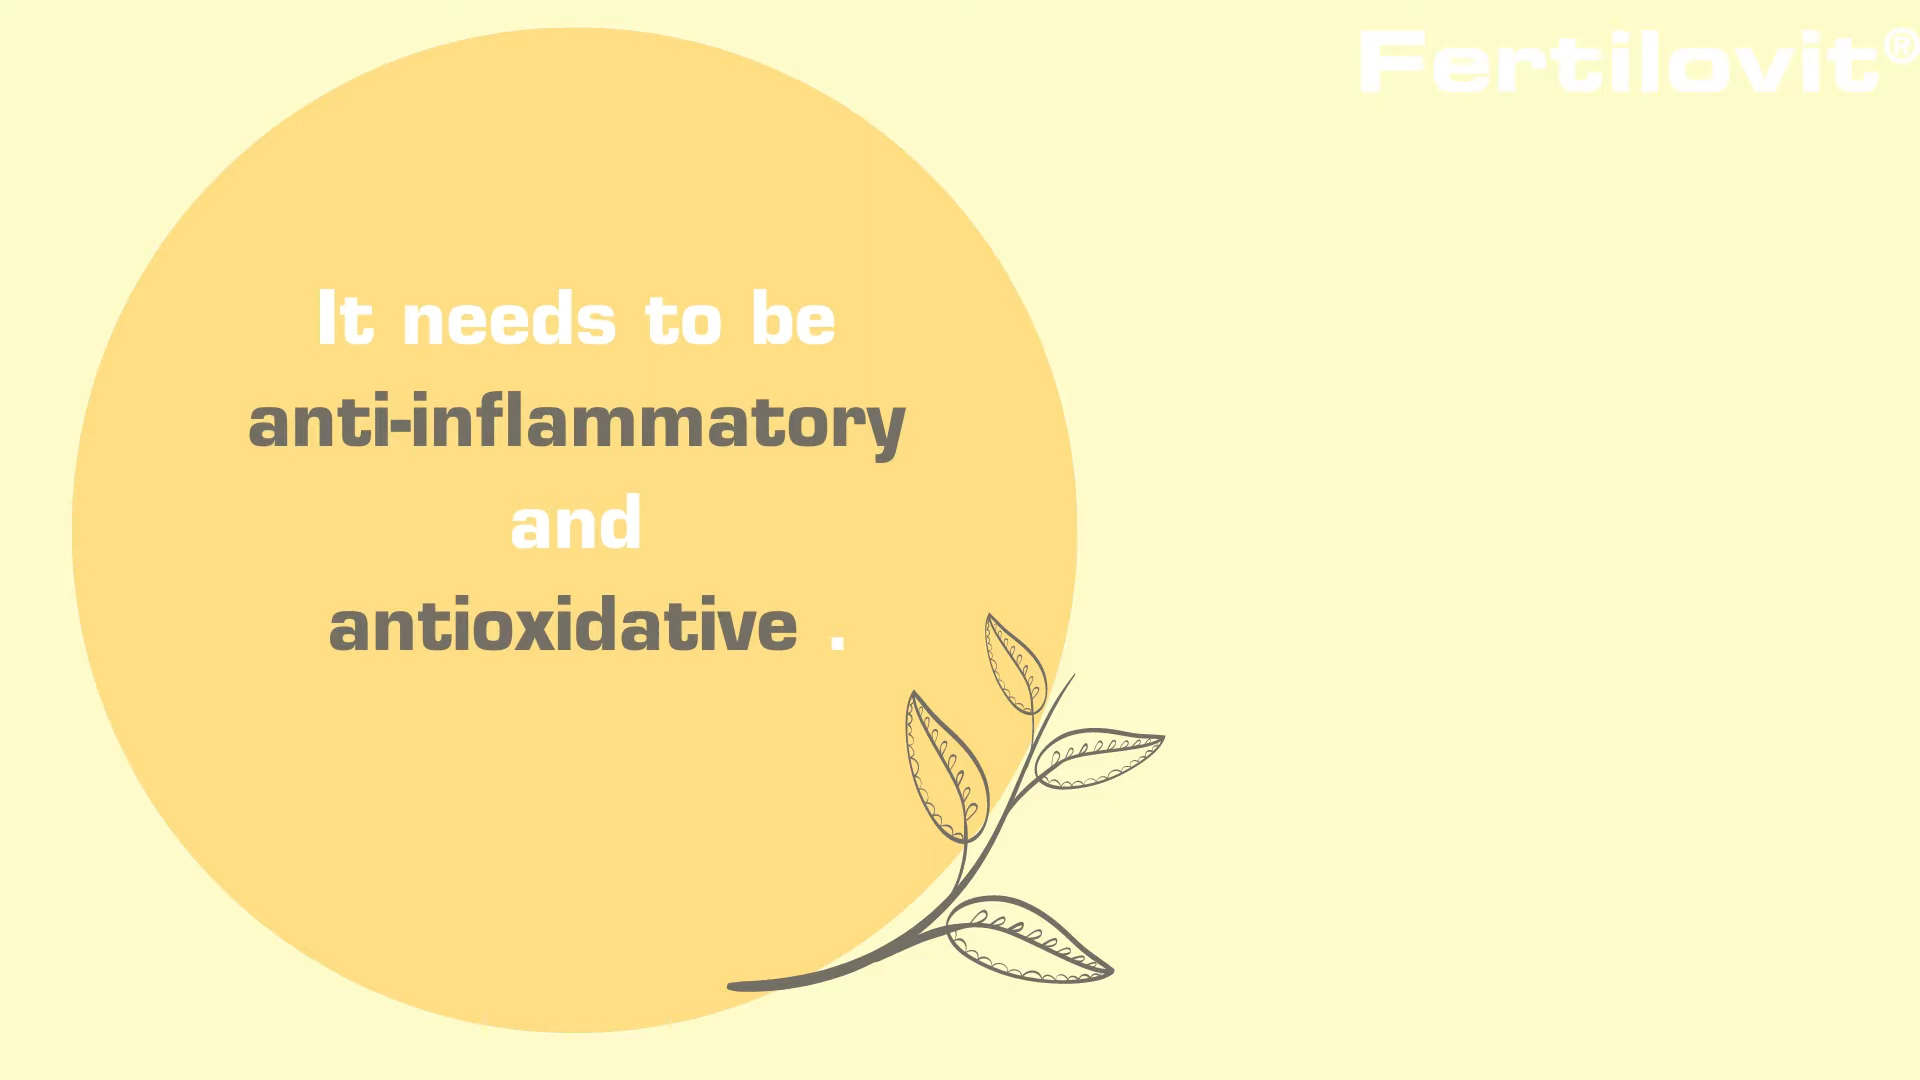 Fertilovit®
It needs to be
anti-inflammatory
and
antioxidative .